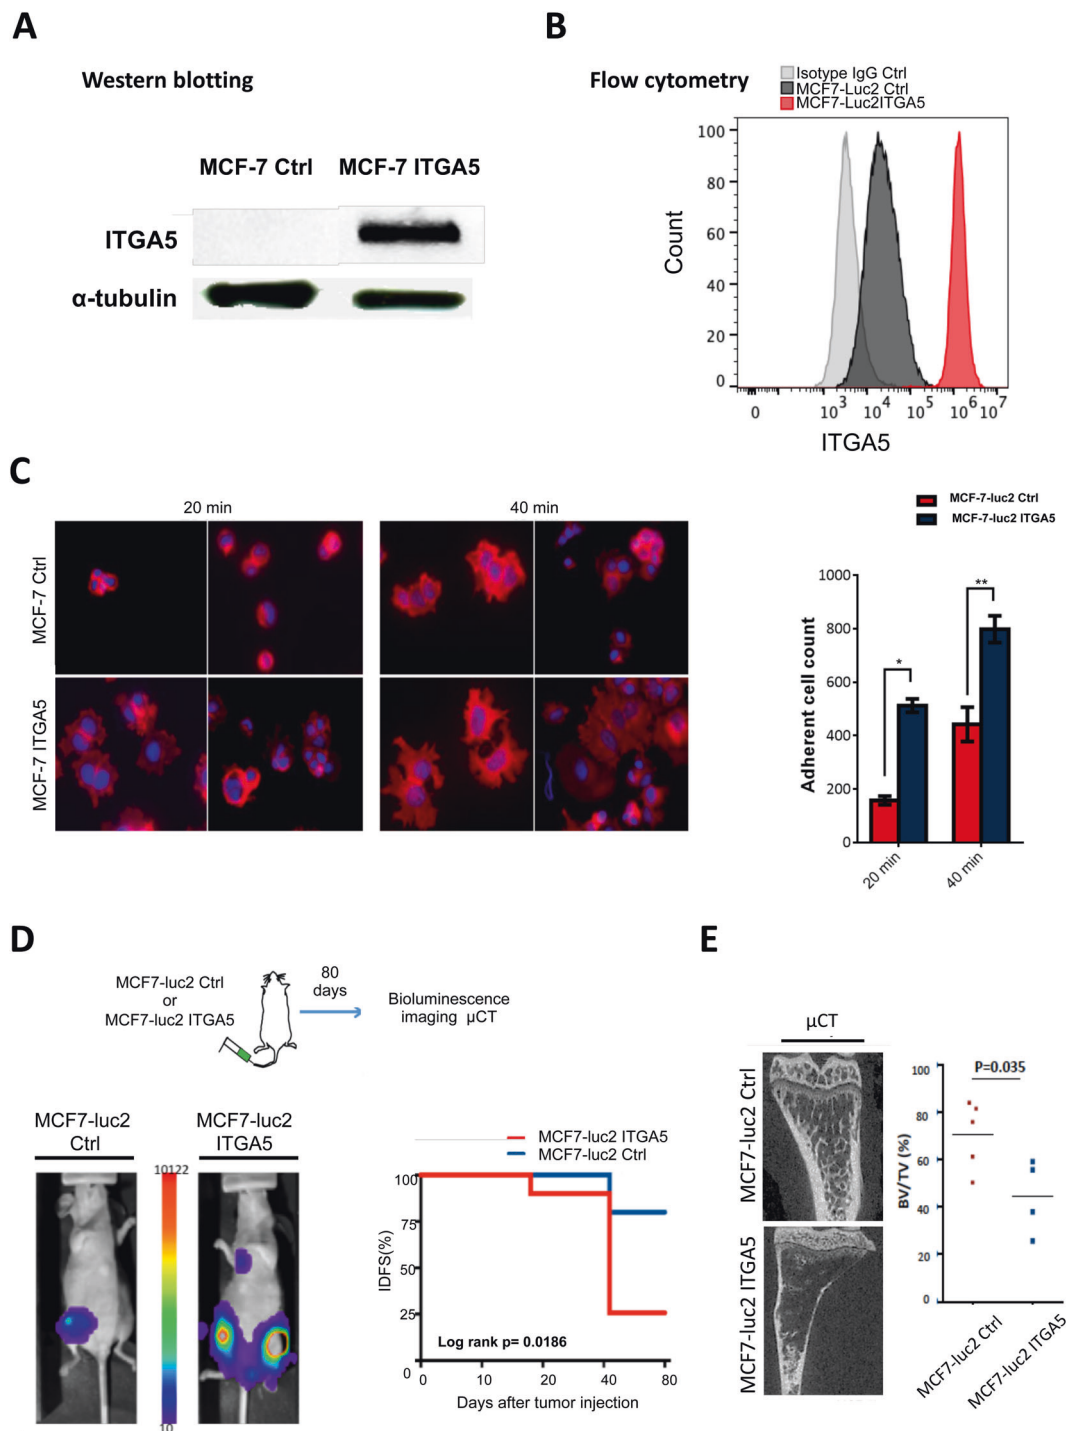 A
Western blotting
MCF-7 Ctrl MCF-7 ITGA5
ITGA5
α-tubulin
B
Flow cytometry
Isotype IgG Ctrl
MCF7-Luc2 Ctrl
MCF7-Luc2ITGA5
100
80
60
40
20
0
Count
0 10³ 10⁴ 10⁵ 10⁶ 10⁷
ITGA5
C
20 min 40 min
MCF-7 Ctrl
MCF-7 ITGA5
MCF-7-luc2 Ctrl
MCF-7-luc2 ITGA5
1000
800
600
400
200
0
Adherent cell count
*
**
20 min
40 min
D
MCF7-luc2 Ctrl
or
MCF7-luc2 ITGA5
80
days
Bioluminescence
imaging µCT
MCF7-luc2
Ctrl
MCF7-luc2
ITGA5
10122
10
MCF7-luc2 ITGA5
MCF7-luc2 Ctrl
100
75
50
25
0
IDFS(%)
Log rank p= 0.0186
0 10 20 40 80
Days after tumor injection
E
µCT
MCF7-luc2 Ctrl
MCF7-luc2 ITGA5
P=0.035
100
80
60
40
20
0
BV/TV (%)
MCF7-luc2 Ctrl
MCF7-luc2 ITGA5